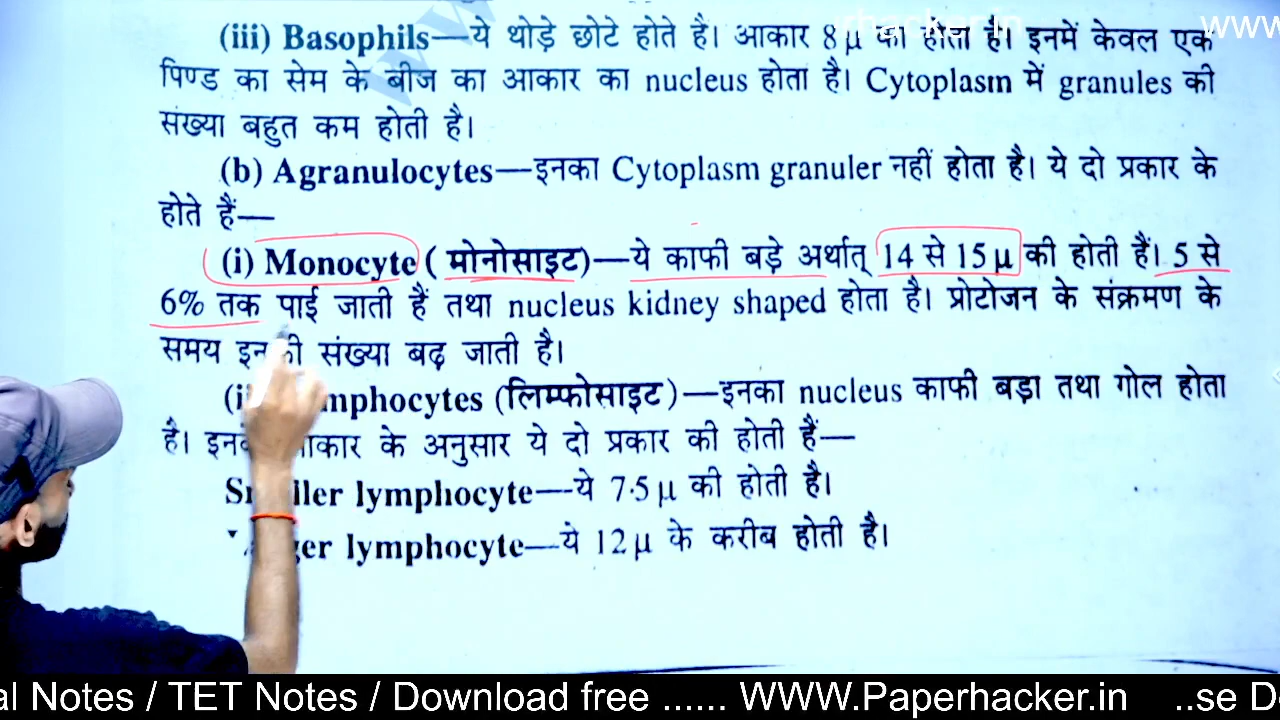 rhacker.in www.
(iii) Basophils—ये थोड़े छोटे होते है। आकार 8 µ का होता है। इनमें केवल एक
पिण्ड का सेम के बीज का आकार का nucleus होता है। Cytoplasm में granules की
संख्या बहुत कम होती है।
(b) Agranulocytes—इनका Cytoplasm granuler नहीं होता है। ये दो प्रकार के
होते हैं—
(i) Monocyte ( मोनोसाइट)—ये काफी बड़े अर्थात् 14 से 15 µ की होती हैं। 5 से
6% तक पाई जाती हैं तथा nucleus kidney shaped होता है। प्रोटोजन के संक्रमण के
समय इनकी संख्या बढ़ जाती है।
mphocytes (लिम्फोसाइट)—इनका nucleus काफी बड़ा तथा गोल होता
है। आकार के अनुसार ये दो प्रकार की होती हैं—
ller lymphocyte—ये 7·5 µ की होती है।
ger lymphocyte—ये 12 µ के करीब होती है।
al Notes / TET Notes / Download free ...... WWW.Paperhacker.in ..se D